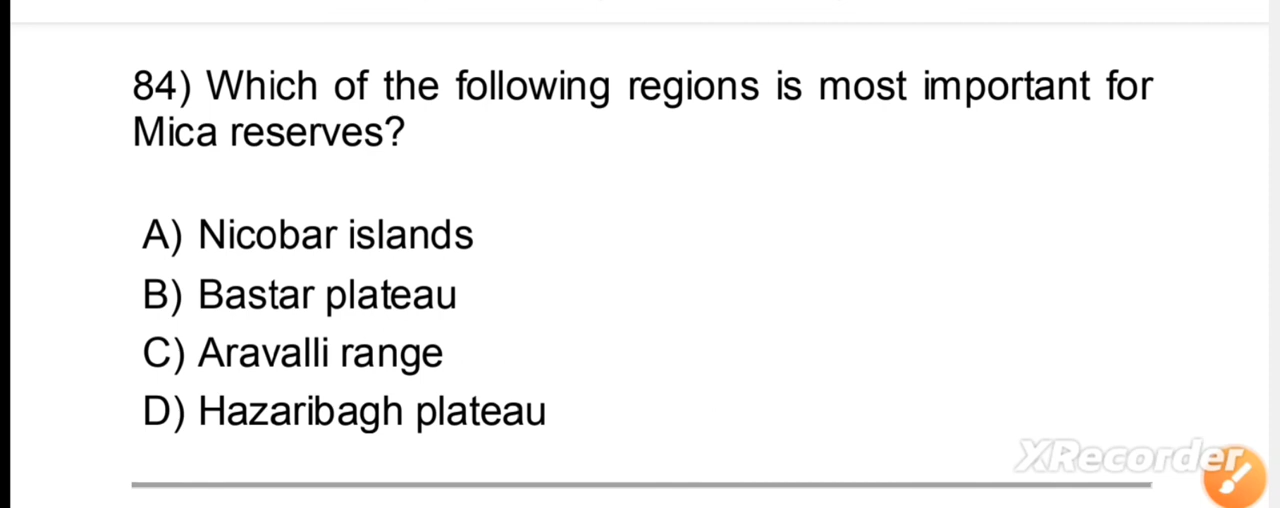 84) Which of the following regions is most important for
Mica reserves?
A) Nicobar islands
B) Bastar plateau
C) Aravalli range
D) Hazaribagh plateau
XRecorder